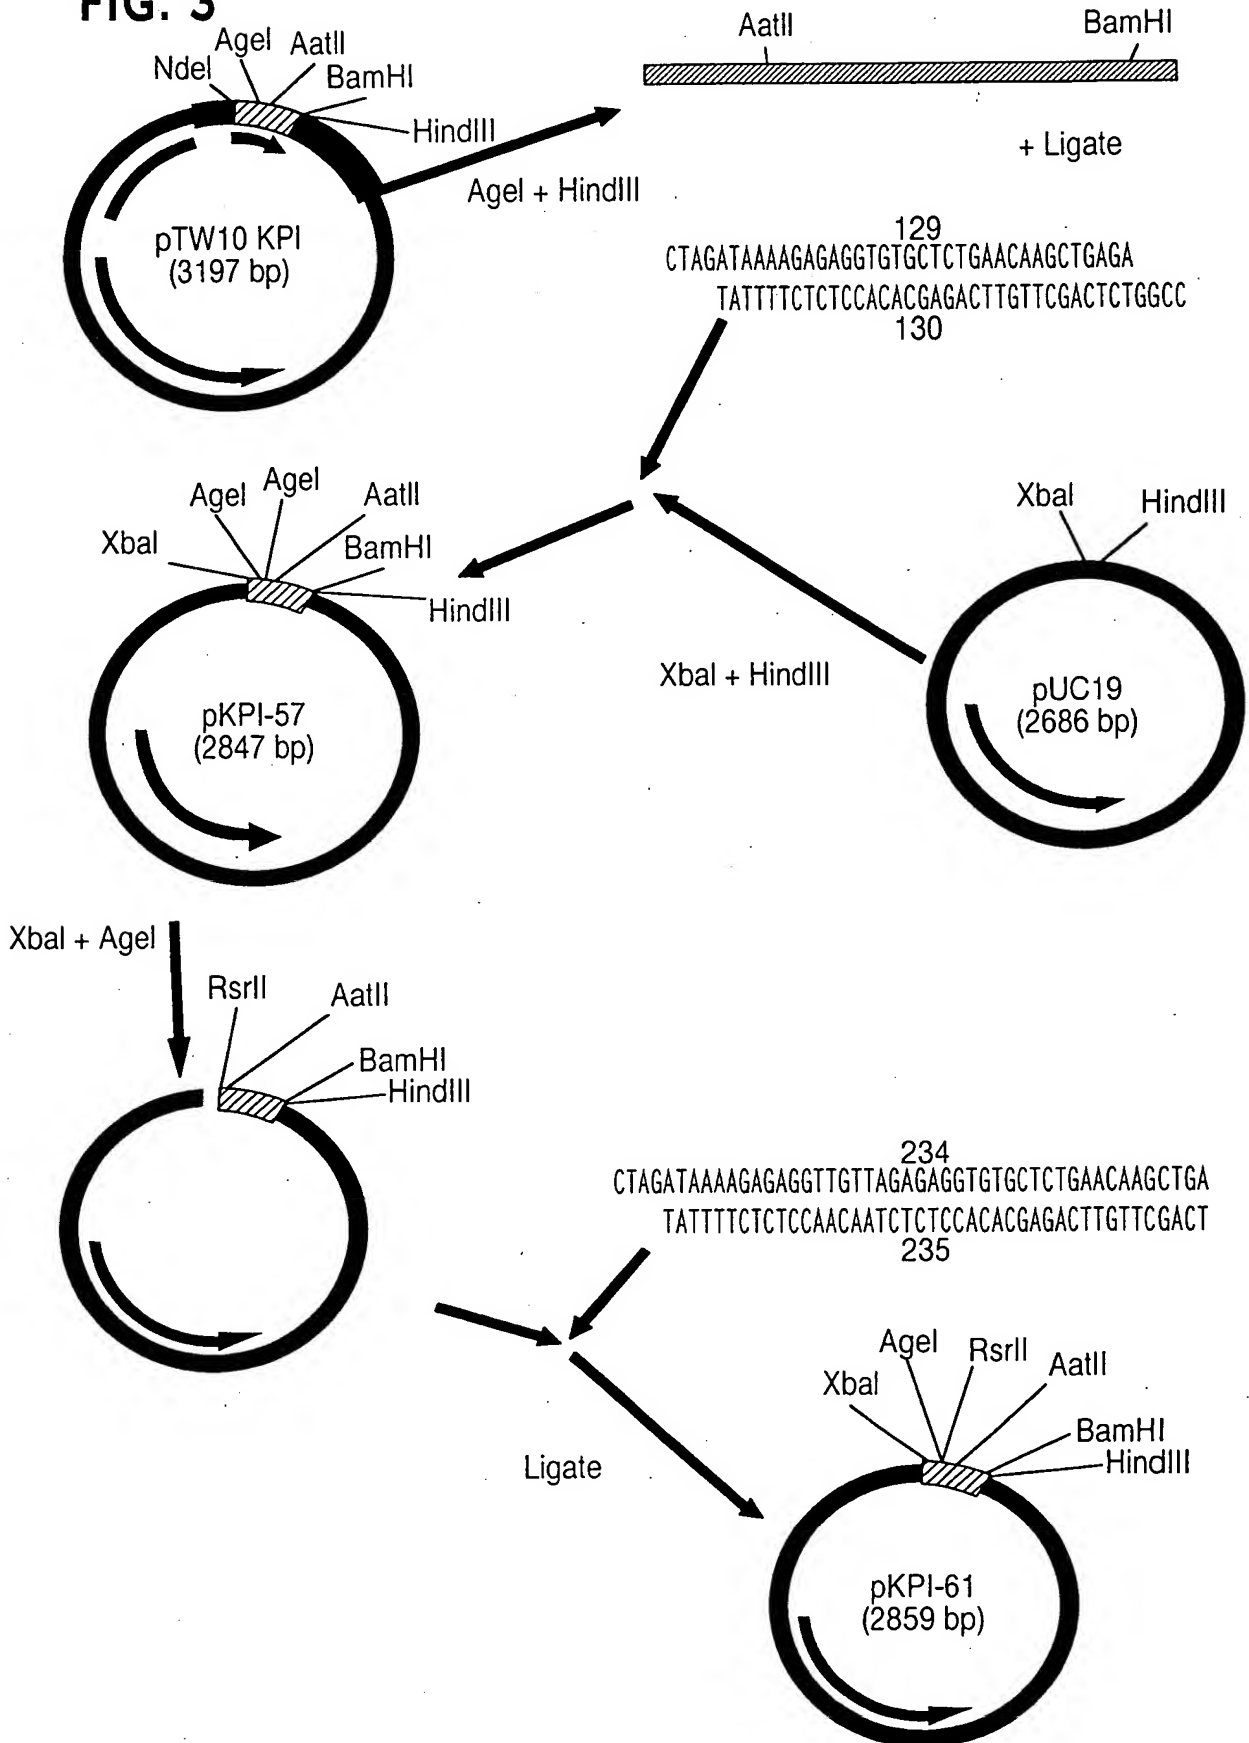 FIG. 3
AgeI
AatII
NdeI
BamHI
HindIII
pTW10 KPI
(3197 bp)
AgeI + HindIII
AatII
BamHI
+ Ligate
129
CTAGATAAAAGAGAGGTGTGCTCTGAACAAGCTGAGA
TATTTTCTCTCCACACGAGACTTGTTCGACTCTGGCC
130
AgeI
AgeI
AatII
XbaI
BamHI
HindIII
pKPI-57
(2847 bp)
XbaI
HindIII
XbaI + HindIII
pUC19
(2686 bp)
XbaI + AgeI
RsrII
AatII
BamHI
HindIII
234
CTAGATAAAAGAGAGGTTGTTAGAGAGGTGTGCTCTGAACAAGCTGA
TATTTTCTCTCCAACAATCTCTCCACACGAGACTTGTTCGACT
235
Ligate
AgeI
RsrII
AatII
XbaI
BamHI
HindIII
pKPI-61
(2859 bp)